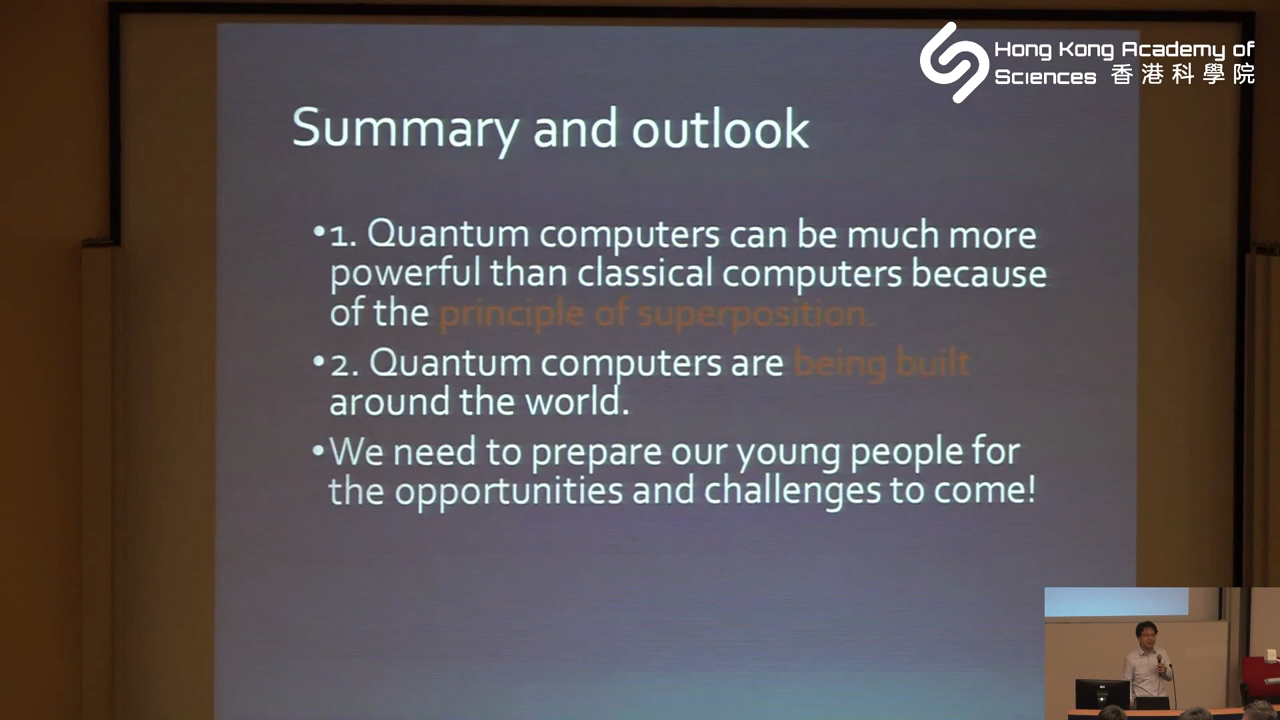 Hong Kong Academy of
Sciences 香港科學院
Summary and outlook
•1. Quantum computers can be much more
powerful than classical computers because
of the principle of superposition.
•2. Quantum computers are being built
around the world.
•We need to prepare our young people for
the opportunities and challenges to come!